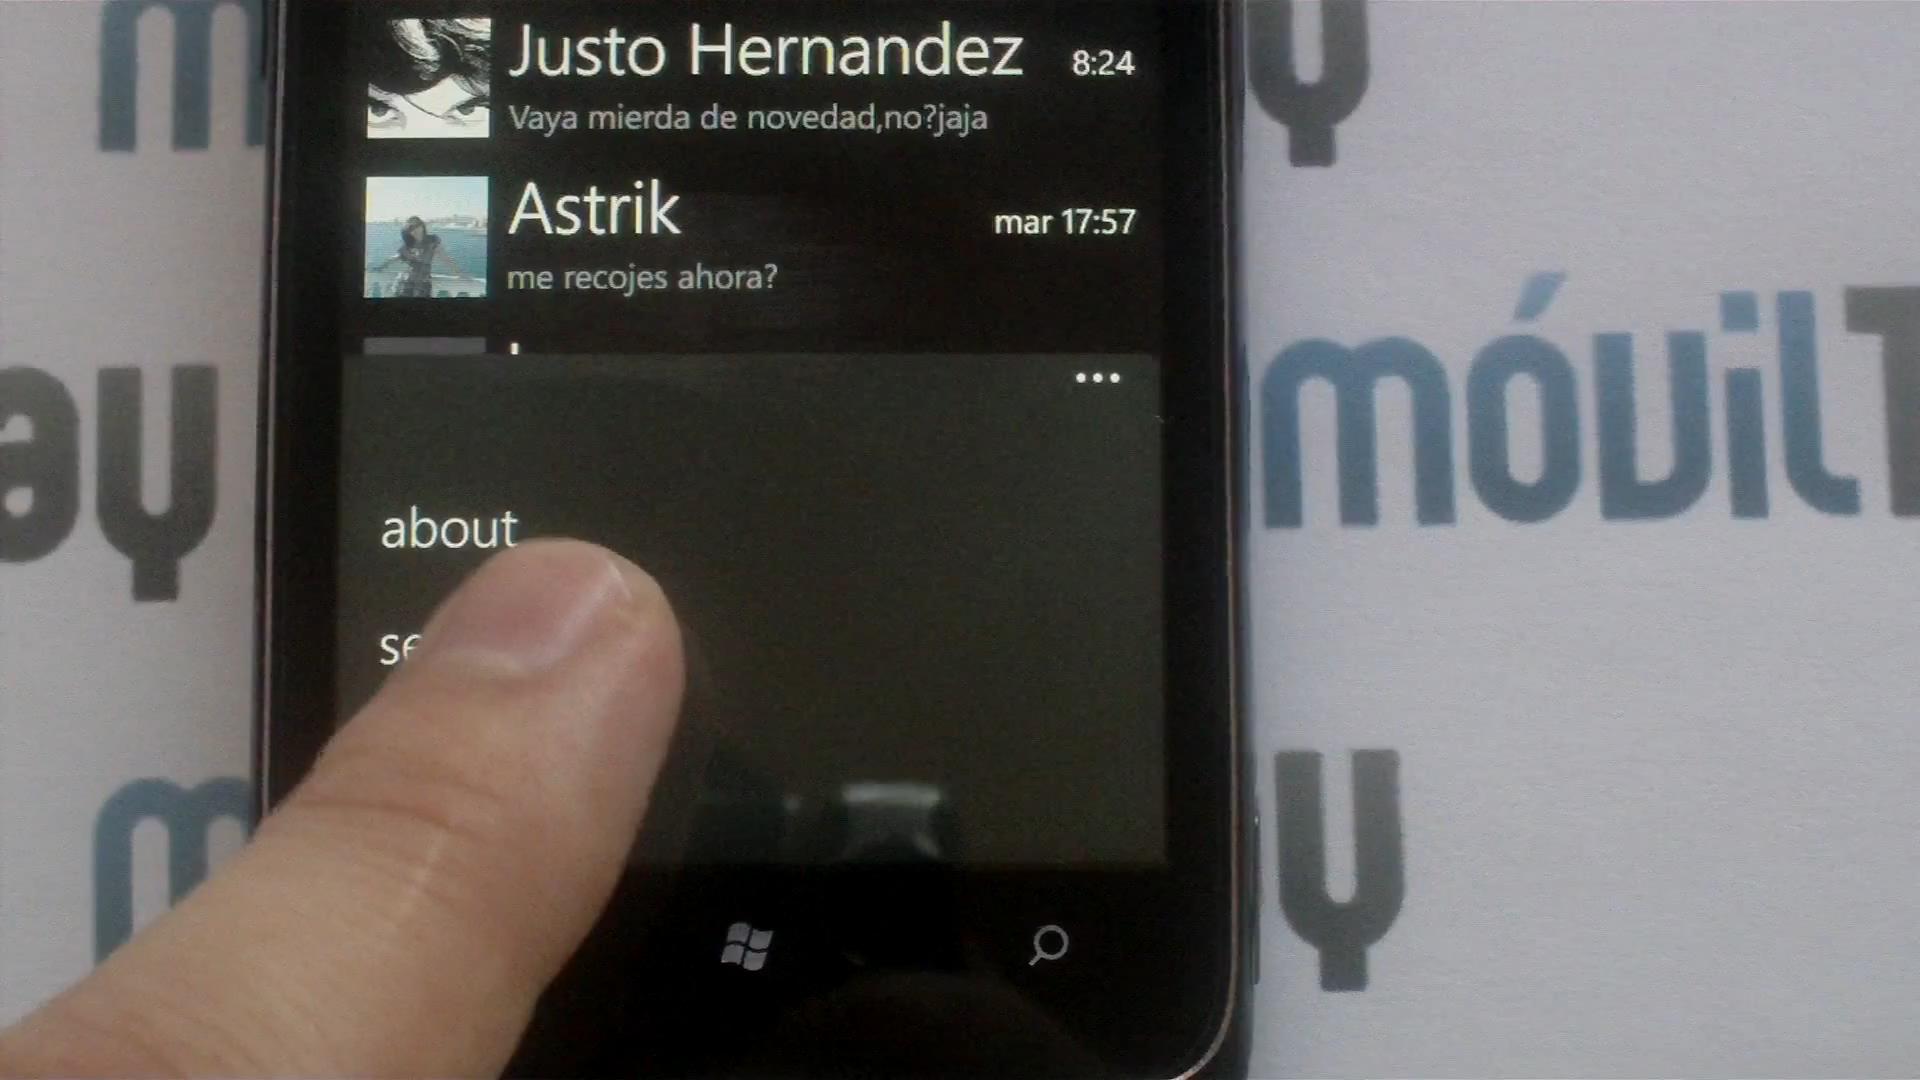 Justo Hernandez 8:24
Vaya mierda de novedad,no?jaja
Astrik mar 17:57
me recojes ahora?
about
móvil